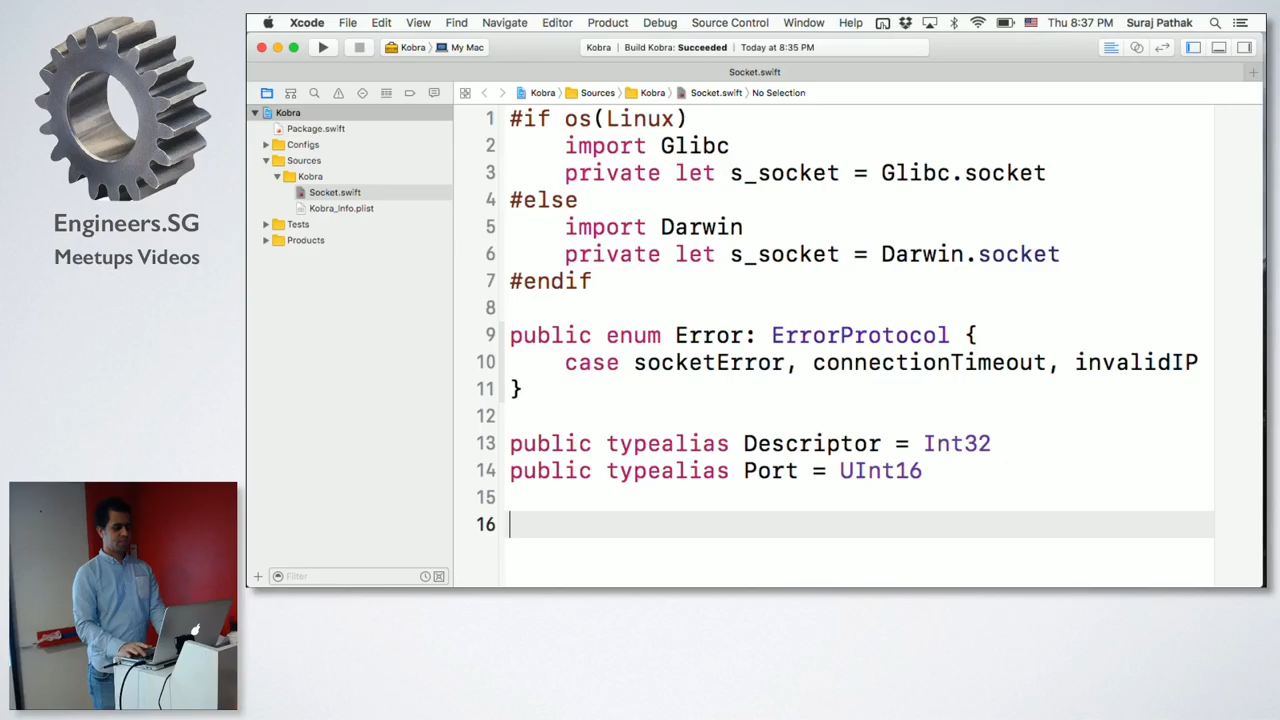 Engineers.SG
Meetups Videos
Xcode File Edit View Find Navigate Editor Product Debug Source Control Window Help Thu 8:37 PM Suraj Pathak
Kobra My Mac
Kobra Build Kobra: Succeeded Today at 8:35 PM
Socket.swift
Kobra Sources Kobra Socket.swift No Selection
Kobra
Package.swift
Configs
Sources
Kobra
Socket.swift
Kobra_Info.plist
Tests
Products
Filter
1 #if os(Linux)
2 import Glibc
3 private let s_socket = Glibc.socket
4 #else
5 import Darwin
6 private let s_socket = Darwin.socket
7 #endif
8
9 public enum Error: ErrorProtocol {
10 case socketError, connectionTimeout, invalidIP
11 }
12
13 public typealias Descriptor = Int32
14 public typealias Port = UInt16
15
16